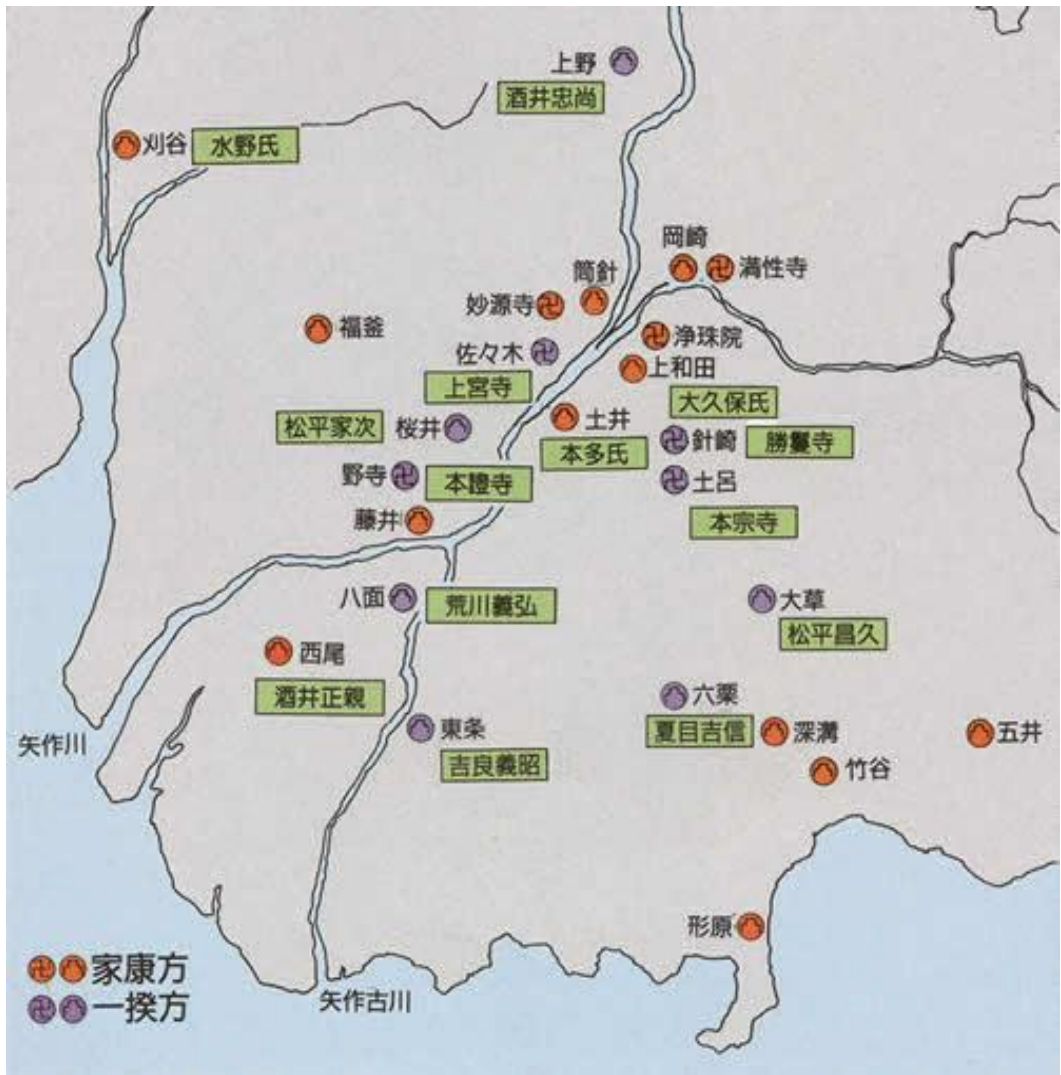 上野
酒井忠尚
刈谷
水野氏
岡崎
満性寺
筒針
妙源寺
福釜
浄珠院
佐々木
上和田
上宮寺
大久保氏
土井
松平家次
桜井
本多氏
針崎
勝鬘寺
野寺
本證寺
土呂
藤井
本宗寺
八面
荒川義弘
大草
松平昌久
西尾
酒井正親
六栗
矢作川
東条
夏目吉信
深溝
五井
吉良義昭
竹谷
形原
家康方
一揆方
矢作古川